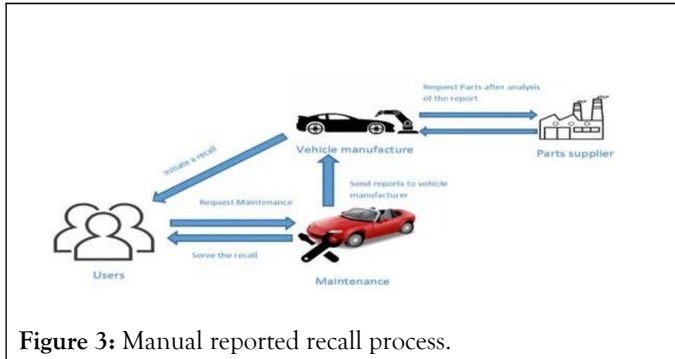 Request Parts after analysis
of the report
Vehicle manufacture
Parts supplier
Initiate a recall
Send reports to vehicle
manufacturer
Request Maintenance
Serve the recall
Users
Maintenance
Figure 3: Manual reported recall process.